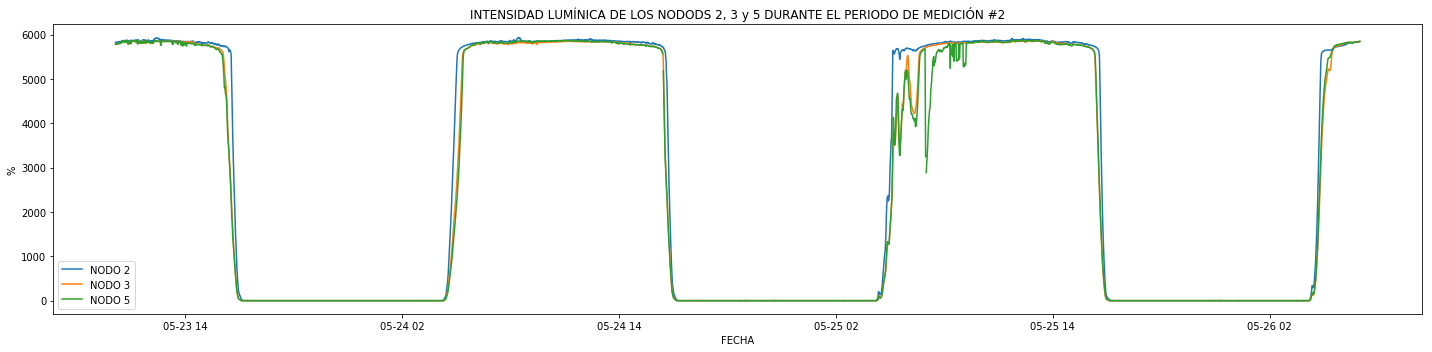 INTENSIDAD LUMÍNICA DE LOS NODODS 2, 3 y 5 DURANTE EL PERIODO DE MEDICIÓN #2
6000
5000
4000
3000
2000
1000
0
%
NODO 2
NODO 3
NODO 5
05-23 14
05-24 02
05-24 14
05-25 02
05-25 14
05-26 02
FECHA